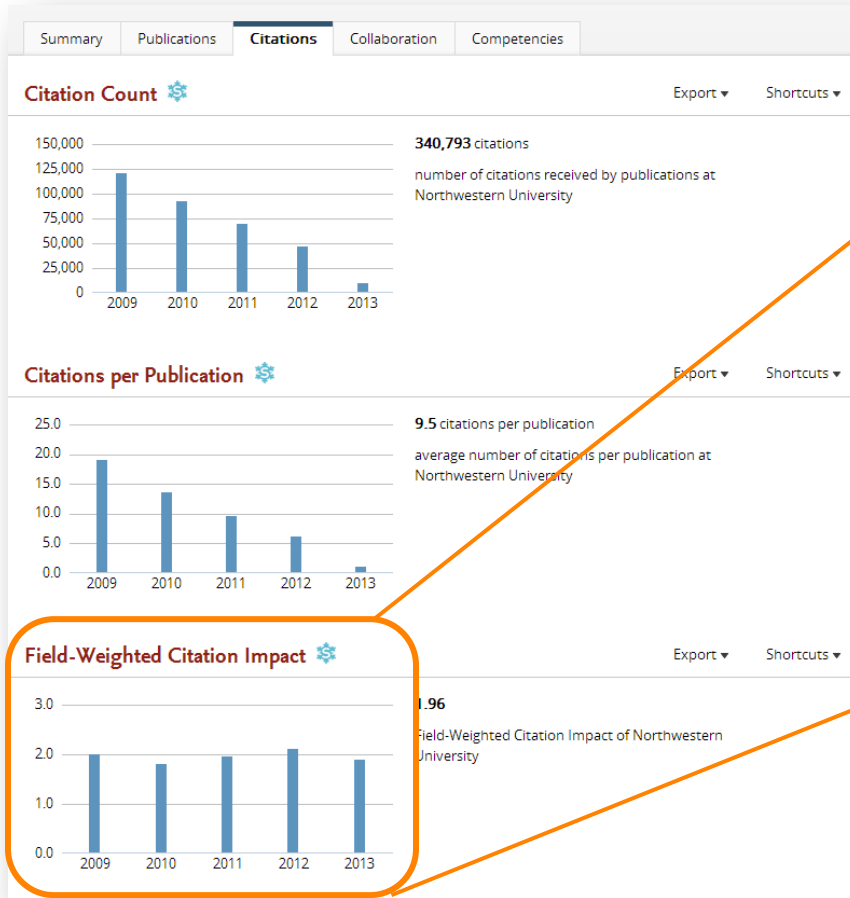 Summary Publications Citations Collaboration Competencies
Citation Count
Export ▾ Shortcuts ▾
150,000
125,000
100,000
75,000
50,000
25,000
0
2009 2010 2011 2012 2013
340,793 citations
number of citations received by publications at
Northwestern University
Citations per Publication
Export ▾ Shortcuts ▾
25.0
20.0
15.0
10.0
5.0
0.0
2009 2010 2011 2012 2013
9.5 citations per publication
average number of citations per publication at
Northwestern University
Field-Weighted Citation Impact
Export ▾ Shortcuts ▾
3.0
2.0
1.0
0.0
2009 2010 2011 2012 2013
1.96
Field-Weighted Citation Impact of Northwestern
University